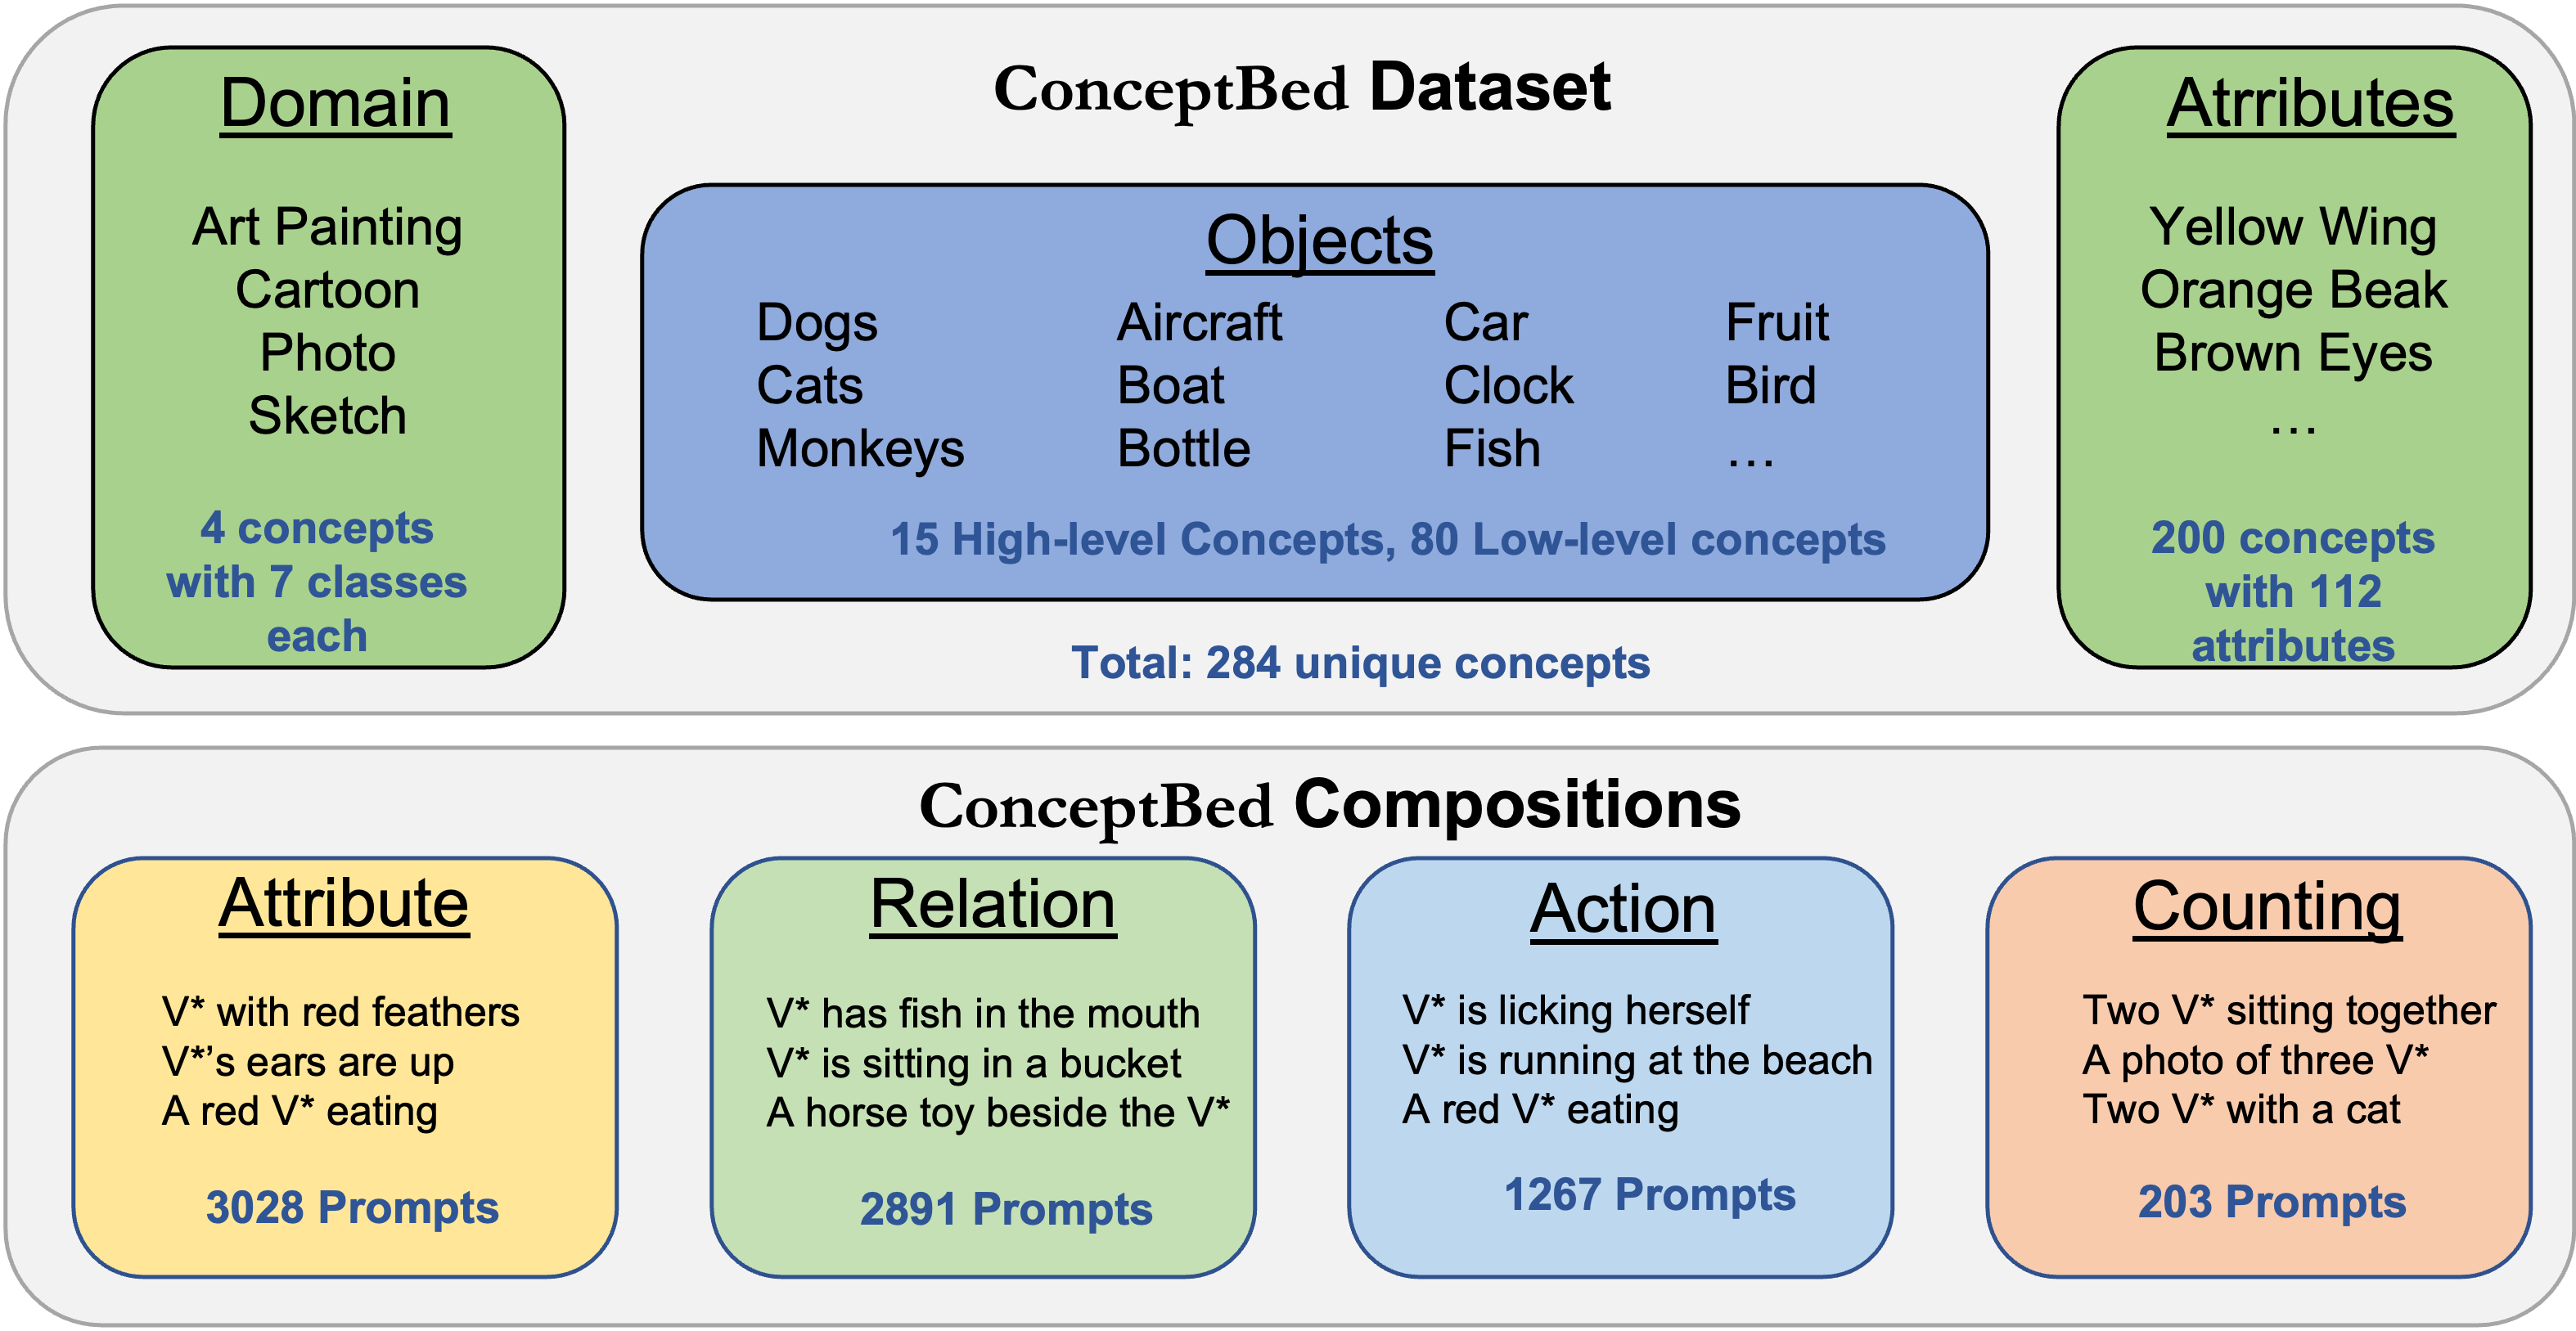 ConceptBed Dataset
Domain
Art Painting
Cartoon
Photo
Sketch
4 concepts
with 7 classes
each
Objects
Dogs Aircraft Car Fruit
Cats Boat Clock Bird
Monkeys Bottle Fish ...
15 High-level Concepts, 80 Low-level concepts
Total: 284 unique concepts
Atrributes
Yellow Wing
Orange Beak
Brown Eyes
...
200 concepts
with 112
attributes
ConceptBed Compositions
Attribute
V* with red feathers
V*’s ears are up
A red V* eating
3028 Prompts
Relation
V* has fish in the mouth
V* is sitting in a bucket
A horse toy beside the V*
2891 Prompts
Action
V* is licking herself
V* is running at the beach
A red V* eating
1267 Prompts
Counting
Two V* sitting together
A photo of three V*
Two V* with a cat
203 Prompts